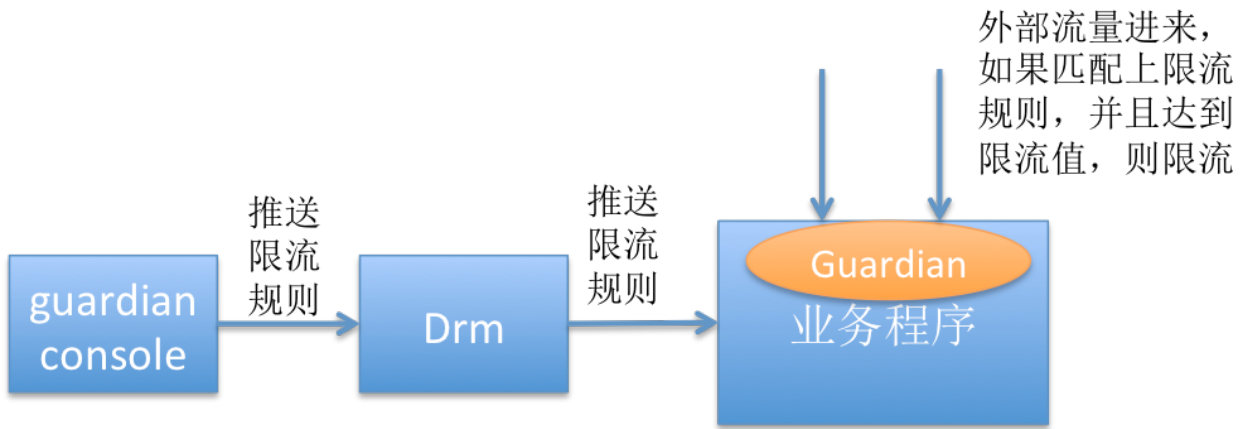 外部流量进来，
如果匹配上限流
规则，并且达到
限流值，则限流
推送
限流
规则
推送
限流
规则
guardian
console
Drm
Guardian
业务程序